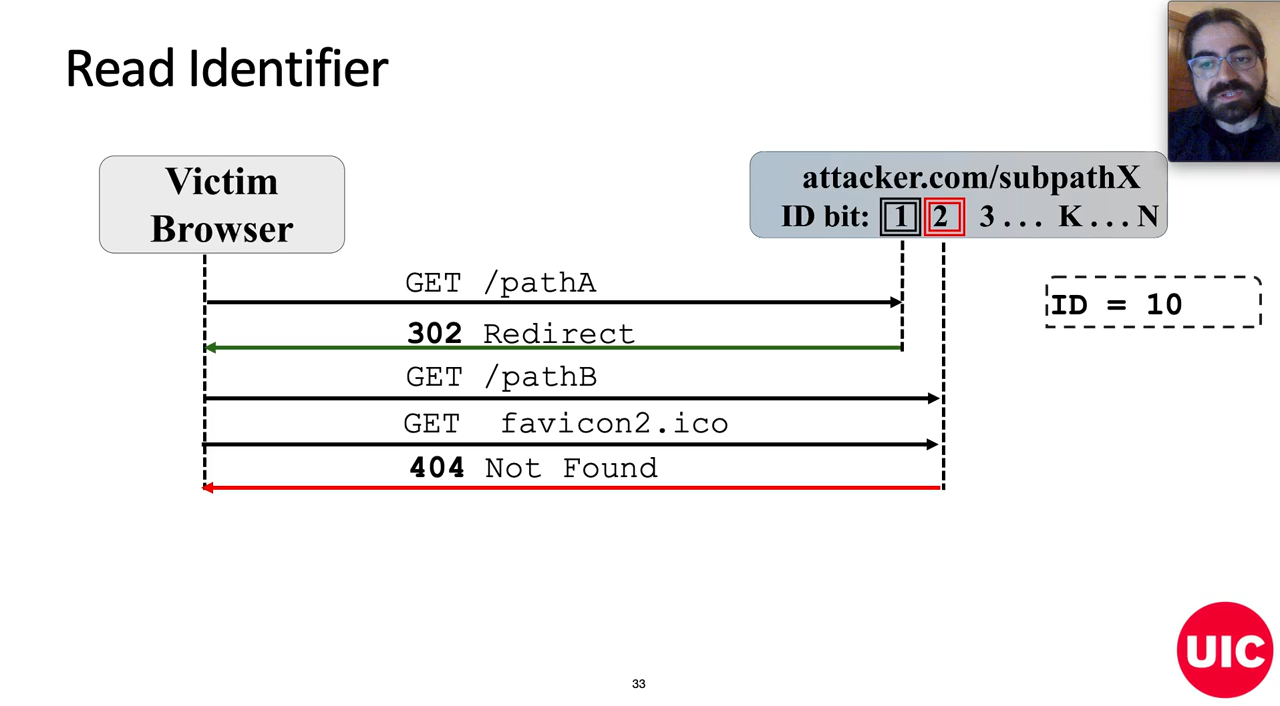 Read Identifier
Victim
Browser
attacker.com/subpathX
ID bit: 1 2 3 . . . K . . . N
GET /pathA
302 Redirect
GET /pathB
GET favicon2.ico
404 Not Found
ID = 10
33
UIC